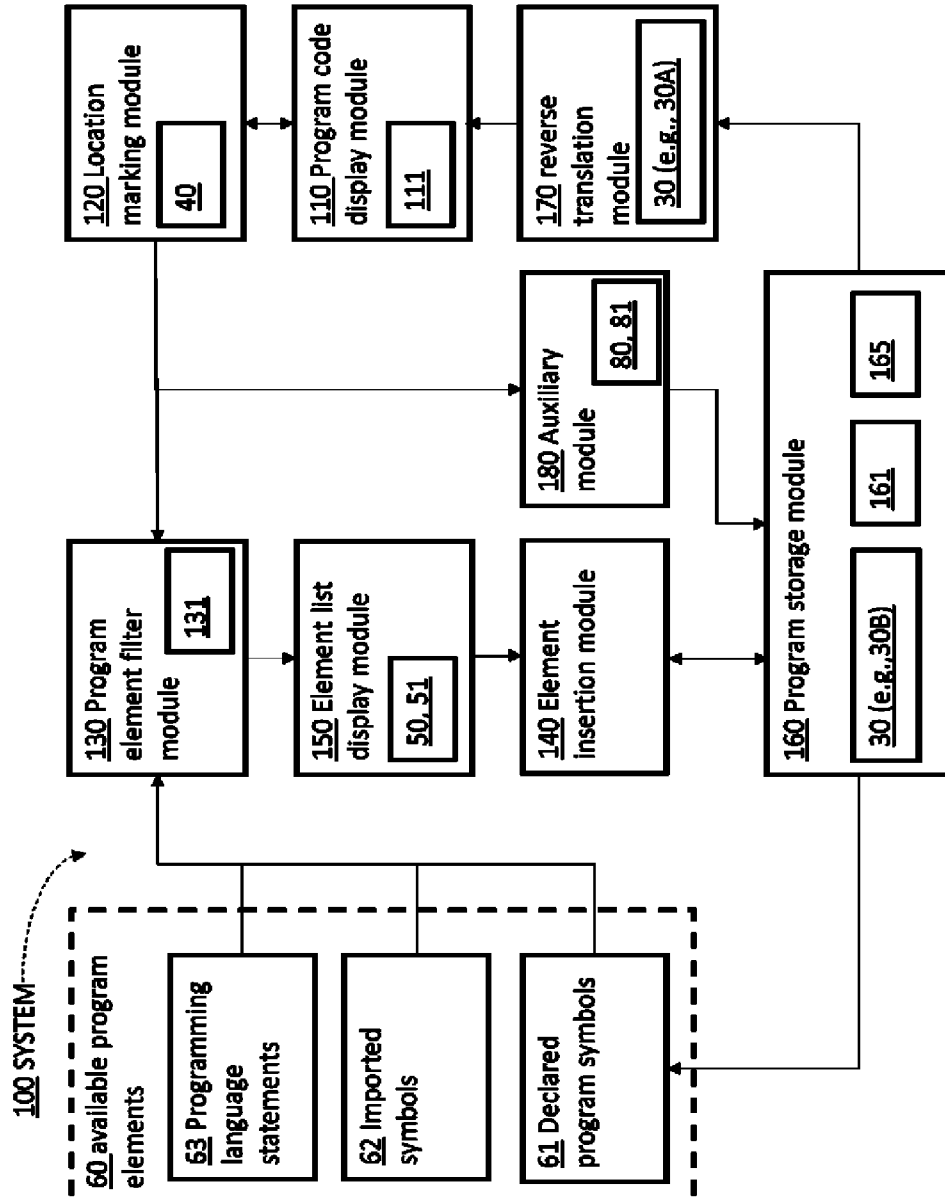 100 SYSTEM
60 available program
elements
63 Programming
language
statements
62 Imported
symbols
61 Declared
program symbols
130 Program
element filter
module
131
150 Element list
display module
50, 51
140 Element
insertion module
180 Auxiliary
module
80, 81
160 Program storage module
30 (e.g.,30B)
161
165
120 Location
marking module
40
110 Program code
display module
111
170 reverse
translation
module
30 (e.g., 30A)